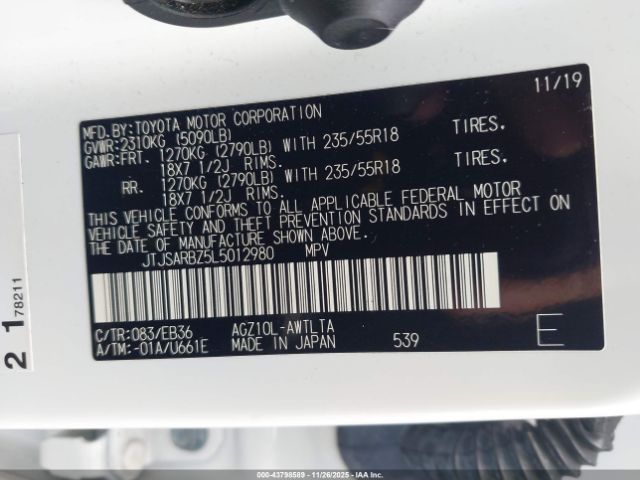 11/19
MFD.BY:TOYOTA MOTOR CORPORATION
GVWR:2310KG (5090LB)
GAWR:FRT. 1270KG (2790LB) WITH 235/55R18 TIRES.
18X7 1/2J RIMS.
RR. 1270KG (2790LB) WITH 235/55R18 TIRES.
18X7 1/2J RIMS.
THIS VEHICLE CONFORMS TO ALL APPLICABLE FEDERAL MOTOR
VEHICLE SAFETY AND THEFT PREVENTION STANDARDS IN EFFECT ON
THE DATE OF MANUFACTURE SHOWN ABOVE.
JTJSARBZ5L5012980 MPV
C/TR:083/EB36 AGZ10L-AWTLTA
A/TM:-01A/U661E MADE IN JAPAN 539 E
2 1 78211
000-43798589 | 11/26/2025 | IAA, Inc.